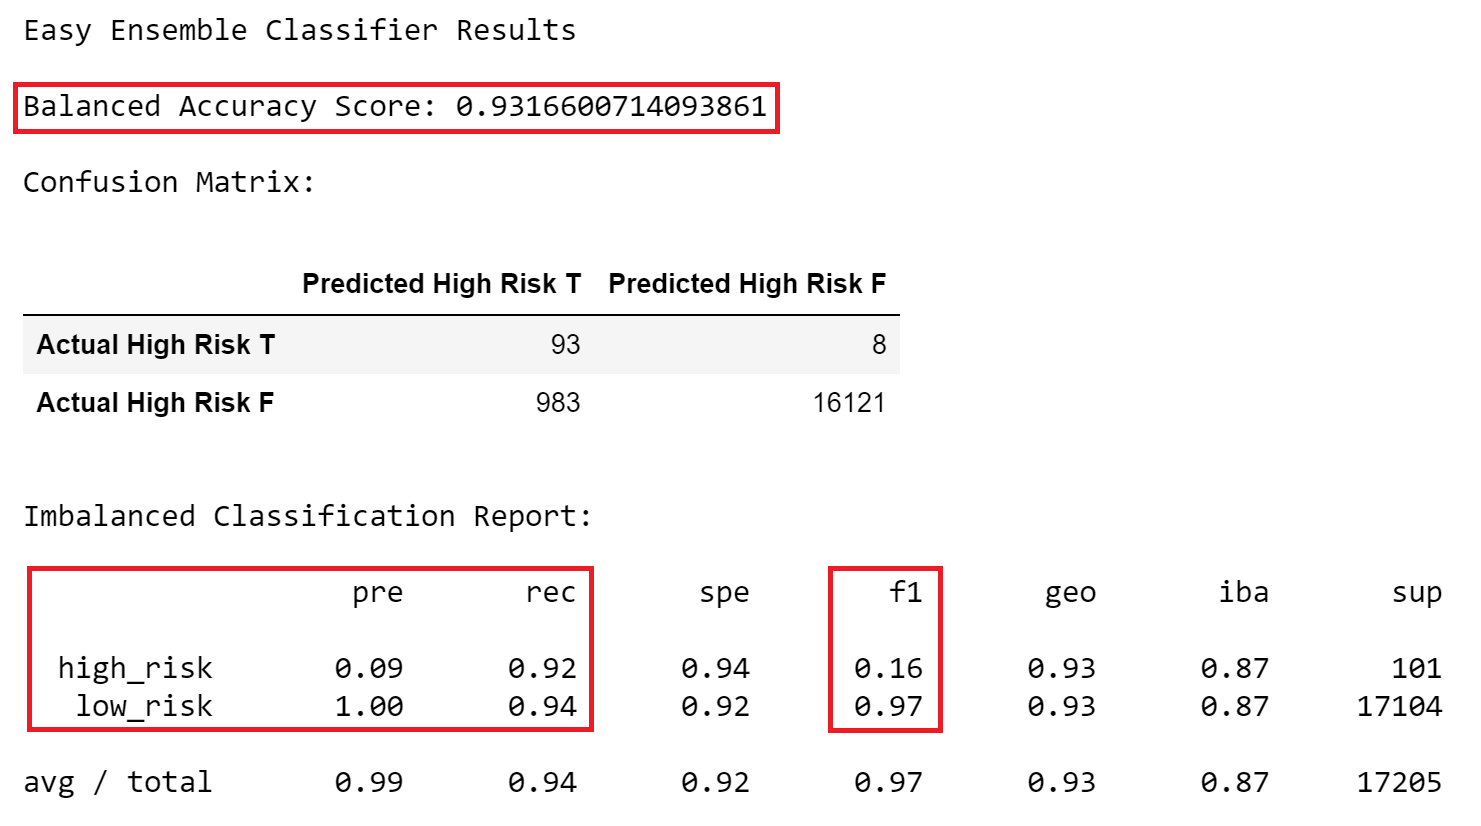 Easy Ensemble Classifier Results
Balanced Accuracy Score: 0.9316600714093861
Confusion Matrix:
Predicted High Risk T Predicted High Risk F
Actual High Risk T 93 8
Actual High Risk F 983 16121
Imbalanced Classification Report:
pre rec spe f1 geo iba sup
high_risk 0.09 0.92 0.94 0.16 0.93 0.87 101
low_risk 1.00 0.94 0.92 0.97 0.93 0.87 17104
avg / total 0.99 0.94 0.92 0.97 0.93 0.87 17205